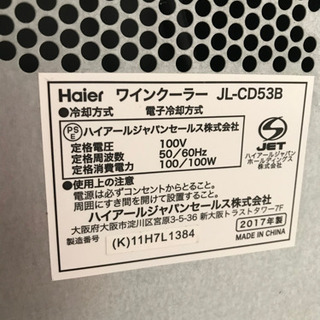 Haier ワインクーラー JL-CD53B
●冷却方式 電子冷却方式
PSE ハイアールジャパンセールス株式会社
定格電圧 100V
定格周波数 50/60Hz
定格消費電力 100/100W
S JET
ハイアールジャパン
ホールディングス
株式会社
●使用上の注意
電源は必ずコンセントからとること。
周囲にすき間を開けて設置すること。
ハイアールジャパンセールス株式会社
大阪府大阪市淀川区宮原3-5-36 新大阪トラストタワー7F
製造番号 (K)11H7L1384
2017年製
MADE IN CHINA